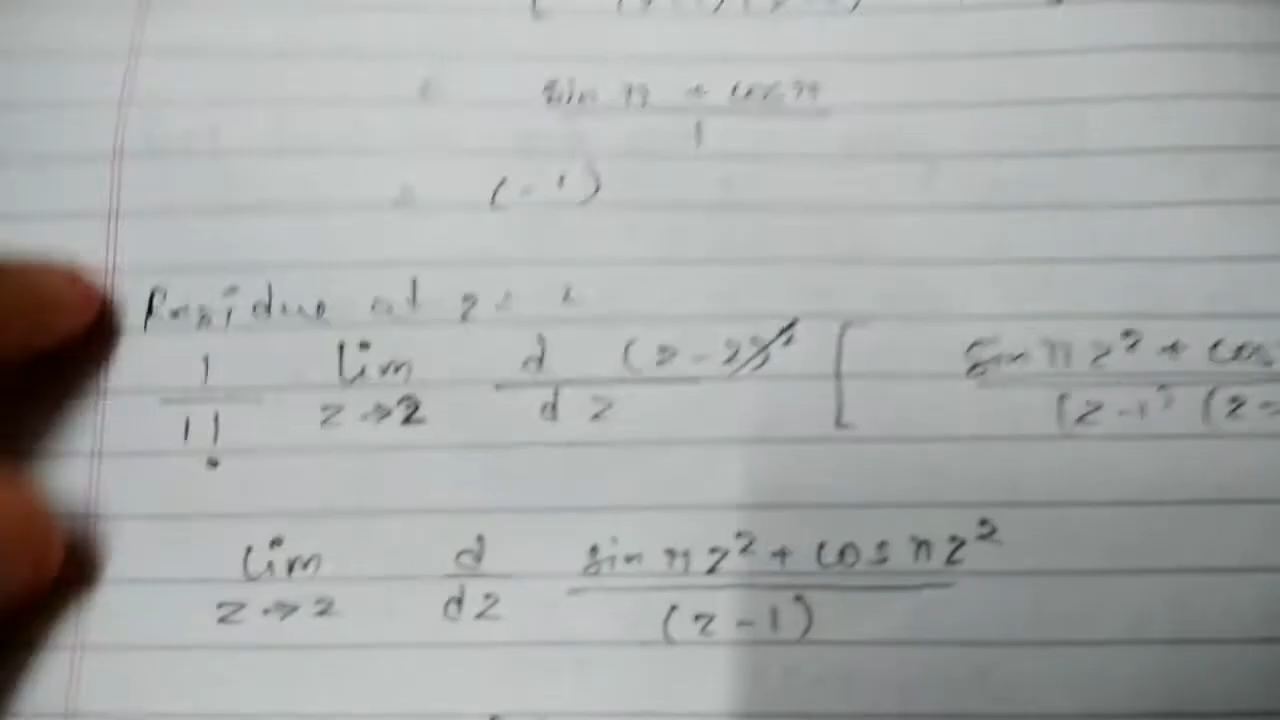 sin π + cos π
1
(-1)
Residue at z =
1 lim d (z-2)² [ sin πz² + cos
1! z→2 dz (z-1) (z-
lim d sin πz² + cos πz²
z→2 dz (z-1)